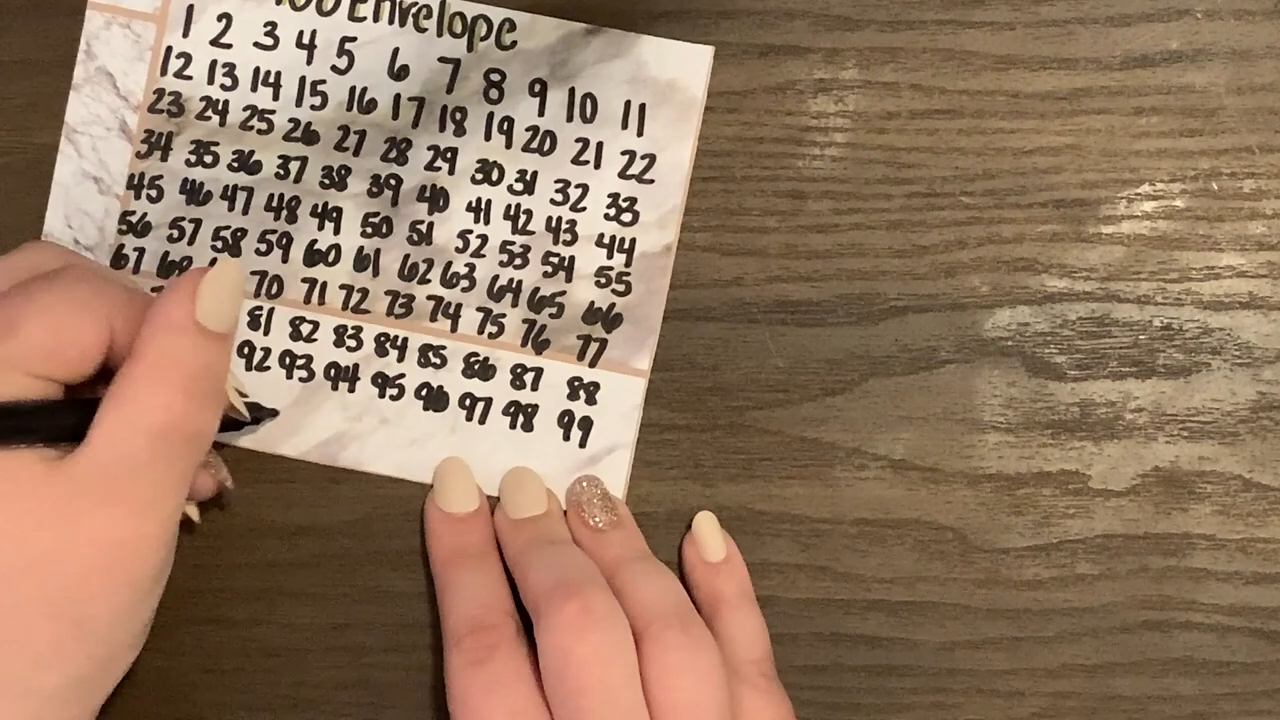 100 Envelope
1 2 3 4 5 6 7 8 9 10 11
12 13 14 15 16 17 18 19 20 21 22
23 24 25 26 27 28 29 30 31 32 33
34 35 36 37 38 39 40 41 42 43 44
45 46 47 48 49 50 51 52 53 54 55
56 57 58 59 60 61 62 63 64 65 66
67 68 70 71 72 73 74 75 76 77
81 82 83 84 85 86 87 88
92 93 94 95 96 97 98 99